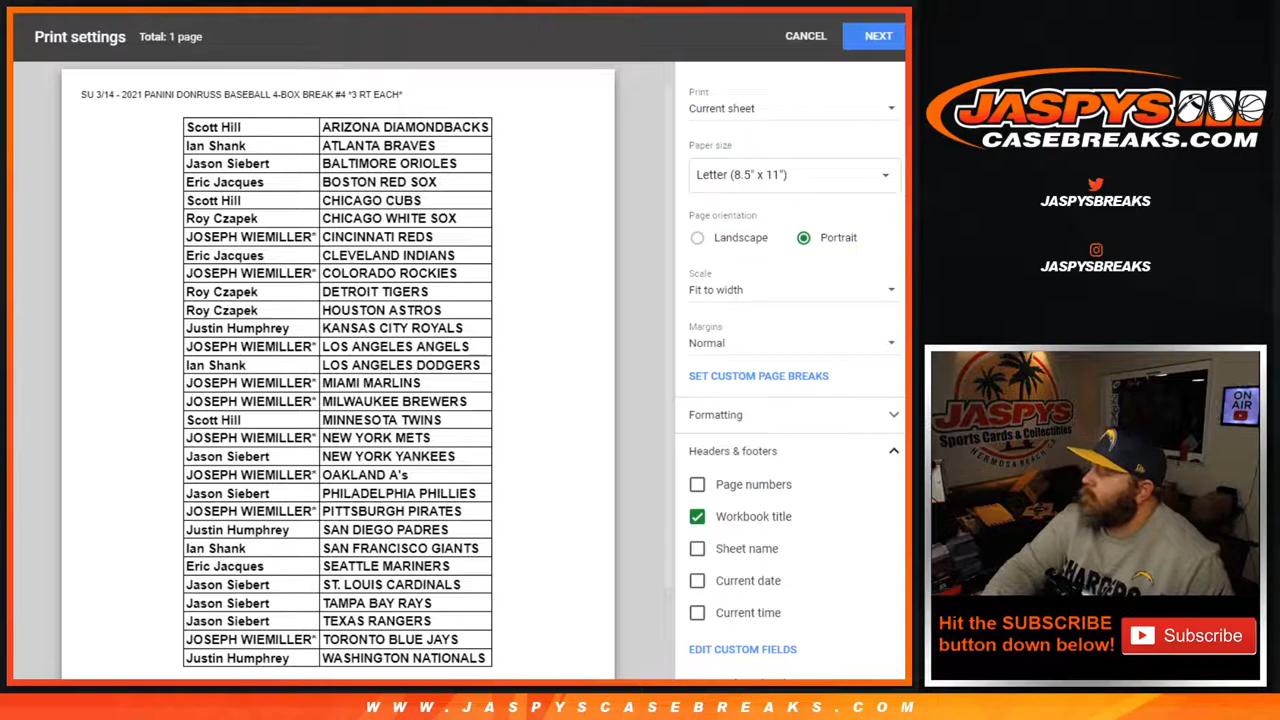 Print settings Total: 1 page CANCEL NEXT
SU 3/14 - 2021 PANINI DONRUSS BASEBALL 4-BOX BREAK #4 *3 RT EACH*
Scott Hill ARIZONA DIAMONDBACKS
Ian Shank ATLANTA BRAVES
Jason Siebert BALTIMORE ORIOLES
Eric Jacques BOSTON RED SOX
Scott Hill CHICAGO CUBS
Roy Czapek CHICAGO WHITE SOX
JOSEPH WIEMILLER* CINCINNATI REDS
Eric Jacques CLEVELAND INDIANS
JOSEPH WIEMILLER* COLORADO ROCKIES
Roy Czapek DETROIT TIGERS
Roy Czapek HOUSTON ASTROS
Justin Humphrey KANSAS CITY ROYALS
JOSEPH WIEMILLER* LOS ANGELES ANGELS
Ian Shank LOS ANGELES DODGERS
JOSEPH WIEMILLER* MIAMI MARLINS
JOSEPH WIEMILLER* MILWAUKEE BREWERS
Scott Hill MINNESOTA TWINS
JOSEPH WIEMILLER* NEW YORK METS
Jason Siebert NEW YORK YANKEES
JOSEPH WIEMILLER* OAKLAND A's
Jason Siebert PHILADELPHIA PHILLIES
JOSEPH WIEMILLER* PITTSBURGH PIRATES
Justin Humphrey SAN DIEGO PADRES
Ian Shank SAN FRANCISCO GIANTS
Eric Jacques SEATTLE MARINERS
Jason Siebert ST. LOUIS CARDINALS
Jason Siebert TAMPA BAY RAYS
Jason Siebert TEXAS RANGERS
JOSEPH WIEMILLER* TORONTO BLUE JAYS
Justin Humphrey WASHINGTON NATIONALS
Print
Current sheet
Paper size
Letter (8.5" x 11")
Page orientation
Landscape Portrait
Scale
Fit to width
Margins
Normal
SET CUSTOM PAGE BREAKS
Formatting
Headers & footers
Page numbers
Workbook title
Sheet name
Current date
Current time
EDIT CUSTOM FIELDS
JASPYS
CASEBREAKS.COM
JASPYSBREAKS
JASPYSBREAKS
JASPYS
Sports Cards & Collectibles
HERMOSA BEACH
ON
AIR
CHARGERS
Hit the SUBSCRIBE
button down below!
Subscribe
WWW.JASPYSCASEBREAKS.COM